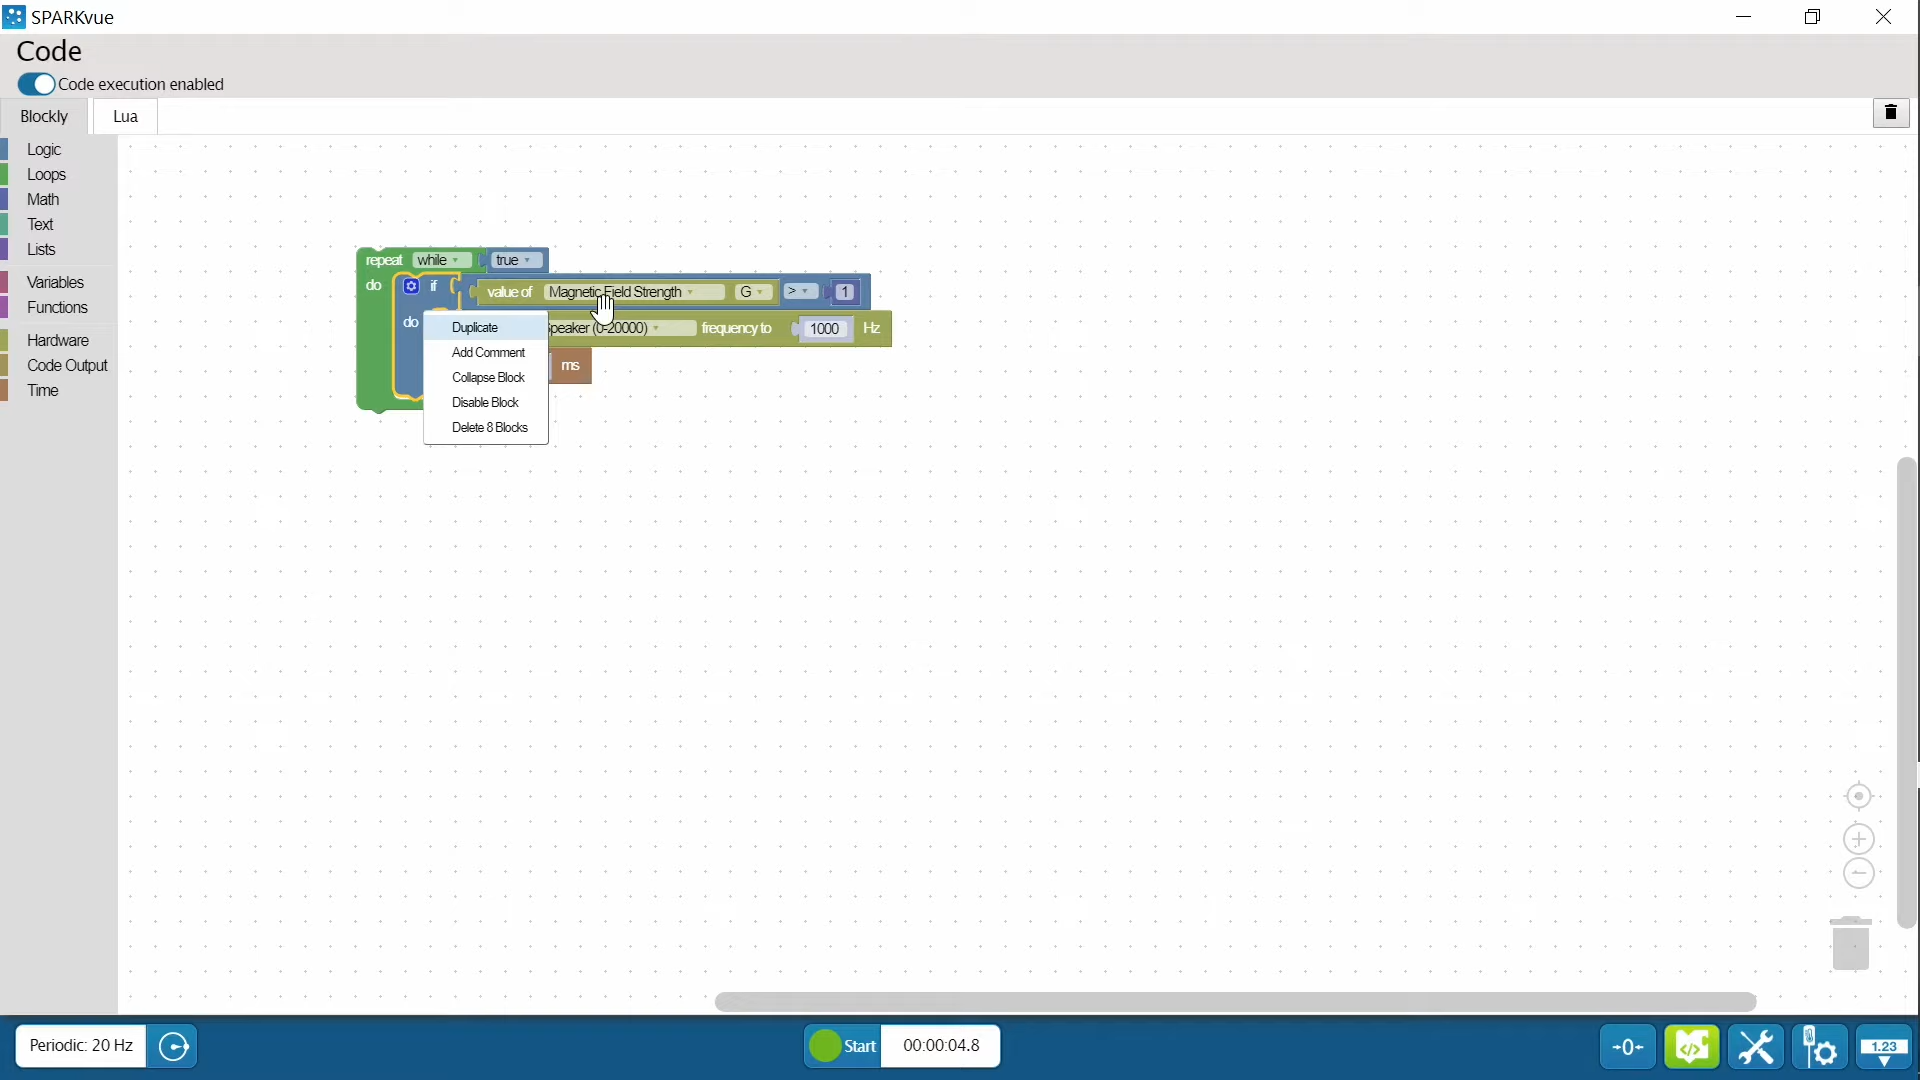 SPARKvue
Code
Code execution enabled
Blockly Lua
Logic
Loops
Math
Text
Lists
Variables
Functions
Hardware
Code Output
Time
repeat while true
do if value of Magnetic Field Strength G > 1
do Speaker (0-20000) frequency to 1000 Hz
ms
Duplicate
Add Comment
Collapse Block
Disable Block
Delete 8 Blocks
Periodic: 20 Hz Start 00:00:04.8 →0← </> 1.23